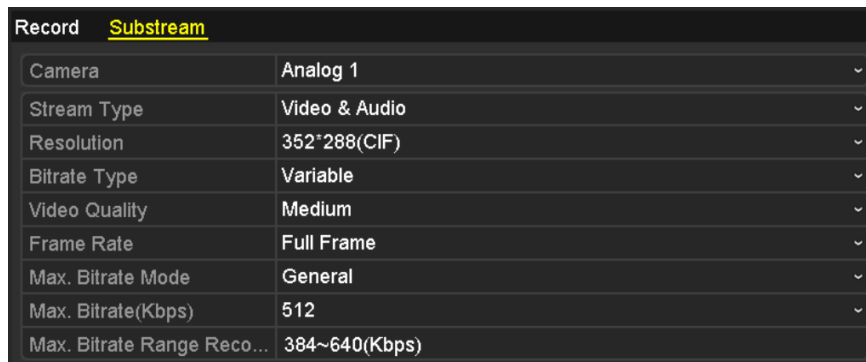 Record Substream
Camera Analog 1
Stream Type Video & Audio
Resolution 352*288(CIF)
Bitrate Type Variable
Video Quality Medium
Frame Rate Full Frame
Max. Bitrate Mode General
Max. Bitrate(Kbps) 512
Max. Bitrate Range Reco... 384~640(Kbps)